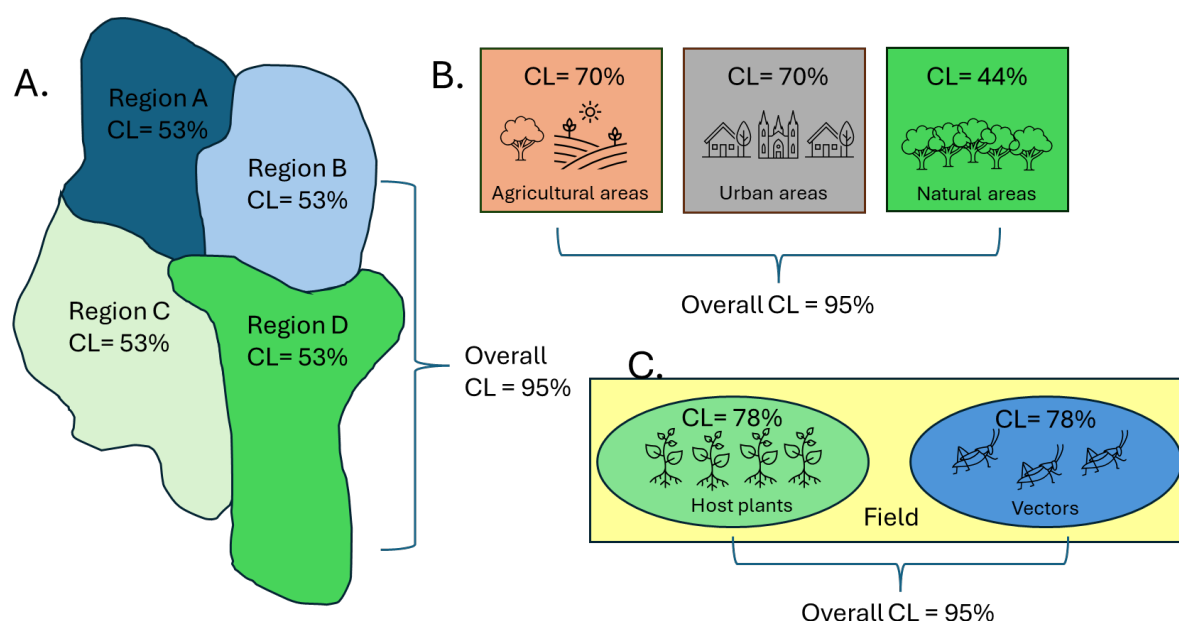 A.
Region A
CL= 53%
Region B
CL= 53%
Region C
CL= 53%
Region D
CL= 53%
Overall
CL = 95%
B.
CL= 70%
Agricultural areas
CL= 70%
Urban areas
CL= 44%
Natural areas
Overall CL = 95%
C.
CL= 78%
Host plants
Field
CL= 78%
Vectors
Overall CL = 95%